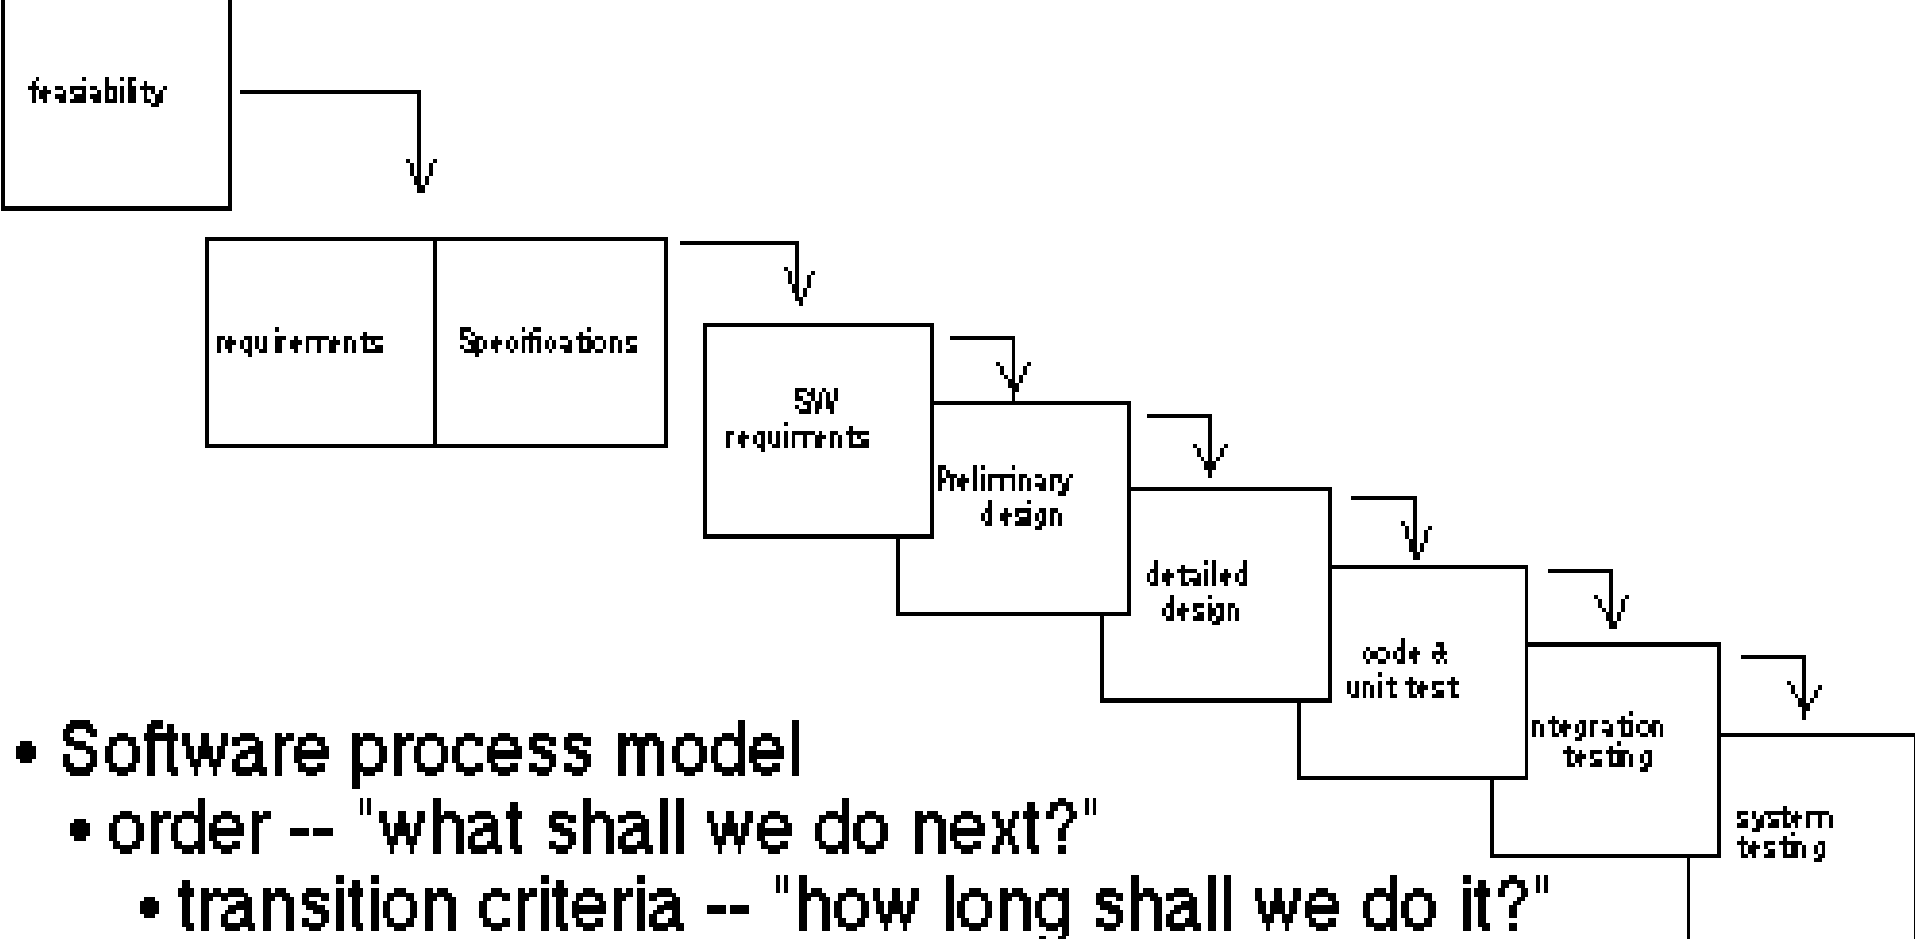 feasiability
requirements
Specifications
SW
requirments
Preliminary
design
detailed
design
code &
unit test
ntegration
testing
system
testing
• Software process model
• order -- "what shall we do next?"
• transition criteria -- "how long shall we do it?"